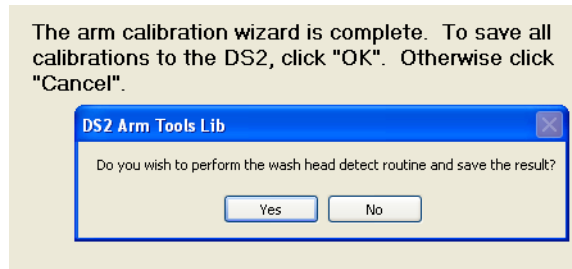 The arm calibration wizard is complete.  To save all
calibrations to the DS2, click "OK".  Otherwise click
"Cancel".
DS2 Arm Tools Lib
Do you wish to perform the wash head detect routine and save the result?
Yes No